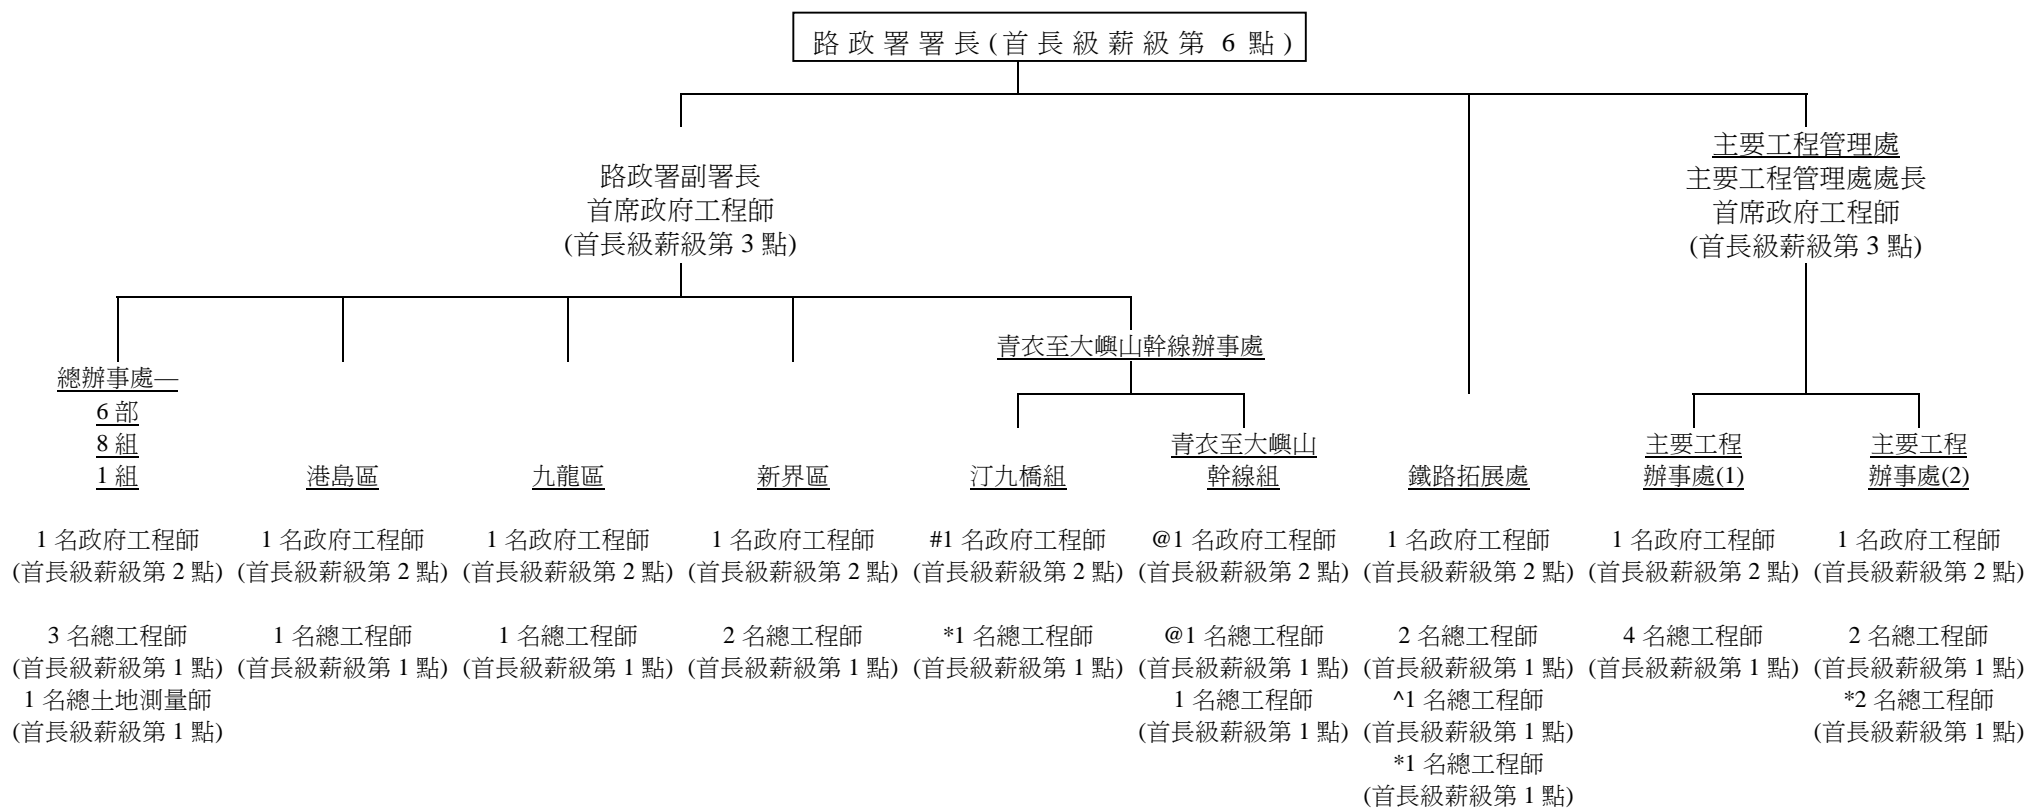 路政署署長(首長級薪級第 6 點)
路政署副署長
首席政府工程師
(首長級薪級第 3 點)
主要工程管理處
主要工程管理處處長
首席政府工程師
(首長級薪級第 3 點)
總辦事處—
6 部
8 組
1 組
1 名政府工程師
(首長級薪級第 2 點)
3 名總工程師
(首長級薪級第 1 點)
1 名總土地測量師
(首長級薪級第 1 點)
港島區
1 名政府工程師
(首長級薪級第 2 點)
1 名總工程師
(首長級薪級第 1 點)
九龍區
1 名政府工程師
(首長級薪級第 2 點)
1 名總工程師
(首長級薪級第 1 點)
新界區
1 名政府工程師
(首長級薪級第 2 點)
2 名總工程師
(首長級薪級第 1 點)
青衣至大嶼山幹線辦事處
汀九橋組
#1 名政府工程師
(首長級薪級第 2 點)
*1 名總工程師
(首長級薪級第 1 點)
青衣至大嶼山
幹線組
@1 名政府工程師
(首長級薪級第 2 點)
@1 名總工程師
(首長級薪級第 1 點)
1 名總工程師
(首長級薪級第 1 點)
鐵路拓展處
1 名政府工程師
(首長級薪級第 2 點)
2 名總工程師
(首長級薪級第 1 點)
^1 名總工程師
(首長級薪級第 1 點)
*1 名總工程師
(首長級薪級第 1 點)
主要工程
辦事處(1)
1 名政府工程師
(首長級薪級第 2 點)
4 名總工程師
(首長級薪級第 1 點)
主要工程
辦事處(2)
1 名政府工程師
(首長級薪級第 2 點)
2 名總工程師
(首長級薪級第 1 點)
*2 名總工程師
(首長級薪級第 1 點)